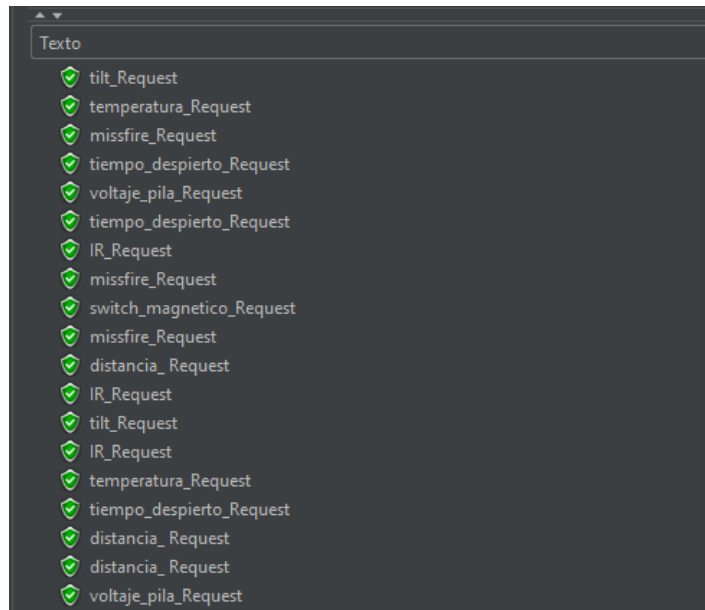 Texto
tilt_Request
temperatura_Request
missfire_Request
tiempo_despierto_Request
voltaje_pila_Request
tiempo_despierto_Request
IR_Request
missfire_Request
switch_magnetico_Request
missfire_Request
distancia_ Request
IR_Request
tilt_Request
IR_Request
temperatura_Request
tiempo_despierto_Request
distancia_ Request
distancia_ Request
voltaje_pila_Request